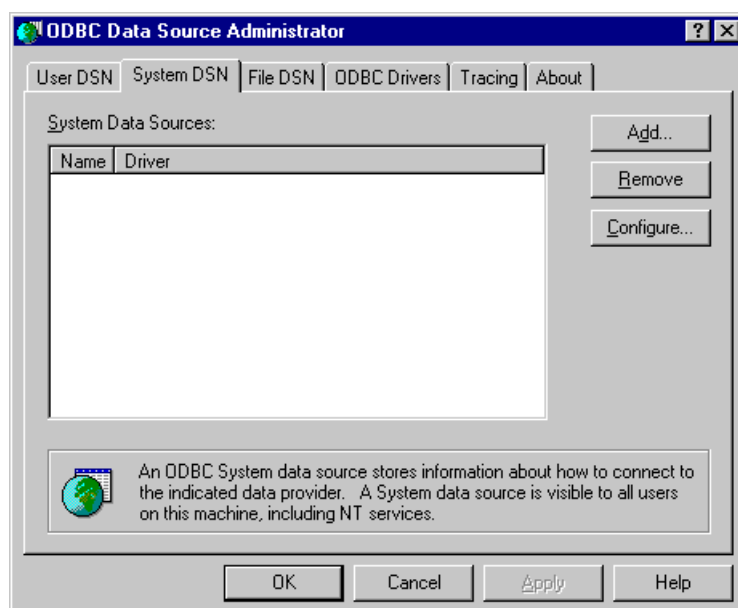 ODBC Data Source Administrator
User DSN System DSN File DSN ODBC Drivers Tracing About
System Data Sources:
Name Driver
Add...
Remove
Configure...
An ODBC System data source stores information about how to connect to
the indicated data provider. A System data source is visible to all users
on this machine, including NT services.
OK Cancel Apply Help